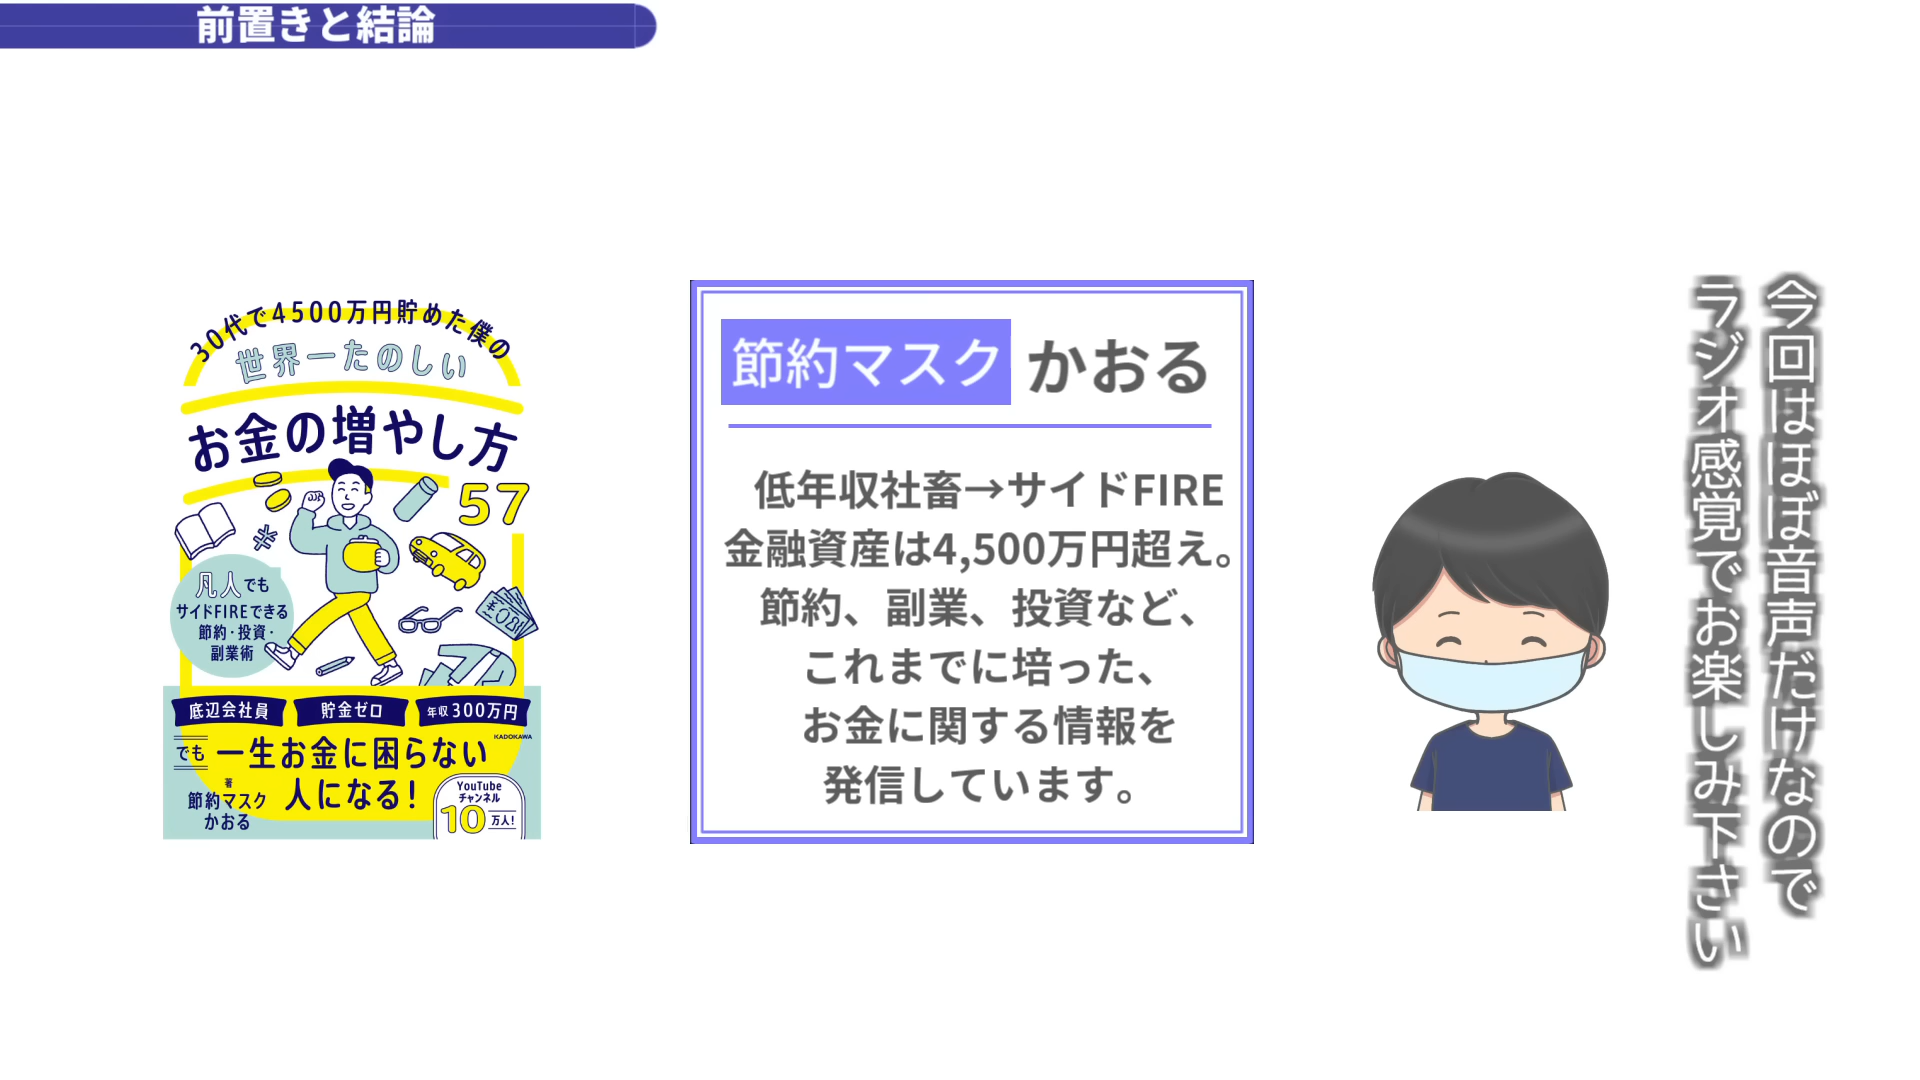 前置きと結論
30代で4500万円貯めた僕の
世界一たのしい
お金の増やし方
57
凡人でも
サイドFIREできる
節約・投資・
副業術
底辺会社員
貯金ゼロ
年収300万円
KADOKAWA
でも
一生お金に困らない
人になる!
著
節約マスク
かおる
YouTube
チャンネル
10万人!
節約マスク かおる
低年収社畜→サイドFIRE
金融資産は4,500万円超え。
節約、副業、投資など、
これまでに培った、
お金に関する情報を
発信しています。
今回はほぼ音声だけなので
ラジオ感覚でお楽しみ下さい